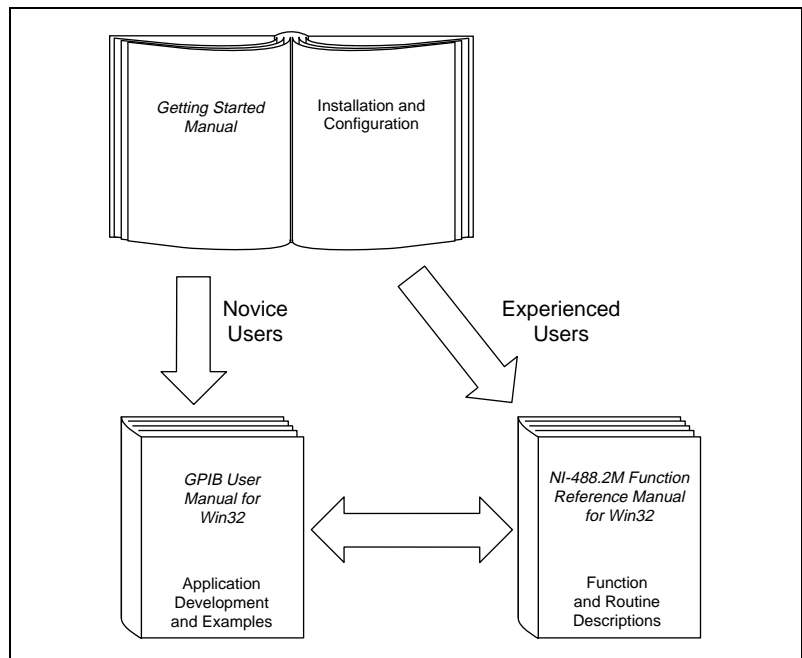 Getting Started
Manual
Installation and
Configuration
Novice
Users
Experienced
Users
GPIB User
Manual for
Win32
Application
Development
and Examples
NI-488.2M Function
Reference Manual
for Win32
Function
and Routine
Descriptions